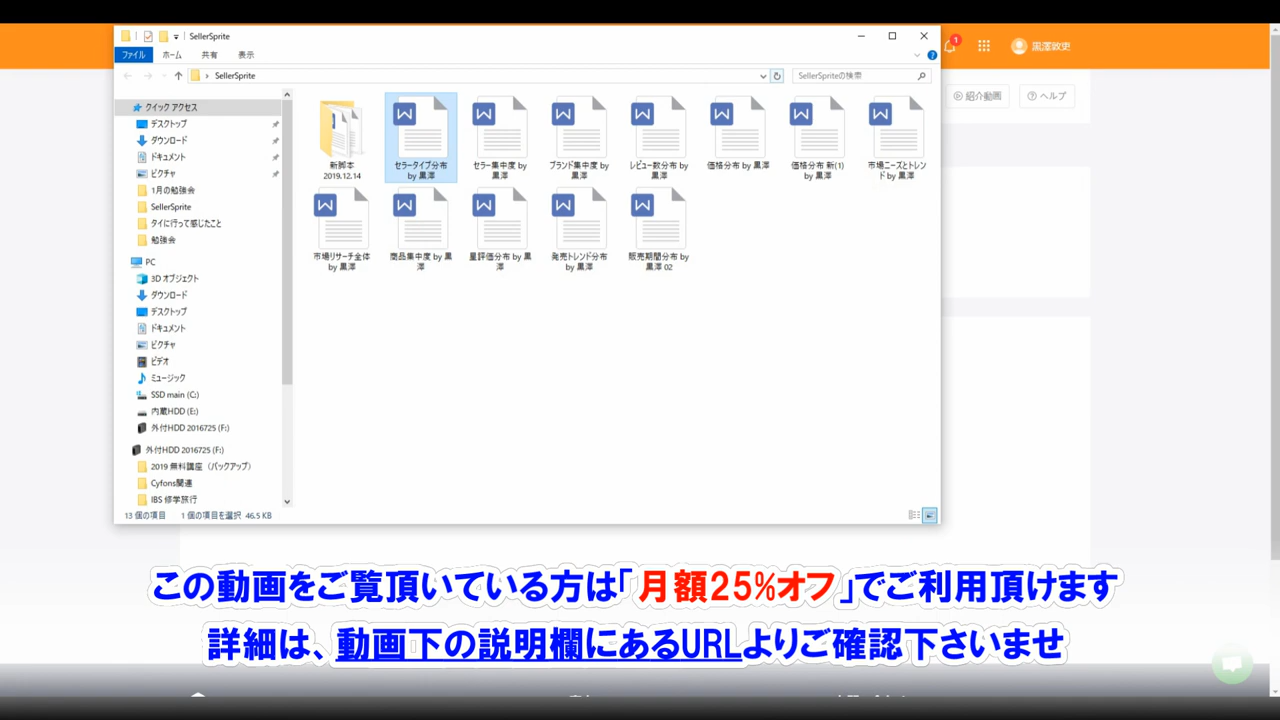 SellerSprite
ファイル
ホーム
共有
表示
SellerSprite
SellerSpriteの検索
1
黒澤敦史
紹介動画
ヘルプ
クイック アクセス
デスクトップ
ダウンロード
ドキュメント
ピクチャ
1月の勉強会
SellerSprite
タイに行って感じたこと
勉強会
PC
3D オブジェクト
ダウンロード
デスクトップ
ドキュメント
ピクチャ
ビデオ
ミュージック
SSD main (C:)
内蔵HDD (E:)
外付HDD 2016725 (F:)
外付HDD 2016725 (F:)
2019 無料講座（バックアップ）
Cyfons関連
IBS 修学旅行
新脚本
2019.12.14
セラータイプ分布
by 黒澤
セラー集中度 by
黒澤
ブランド集中度 by
黒澤
レビュー数分布 by
黒澤
価格分布 by 黒澤
価格分布 新(1)
by 黒澤
市場ニーズとトレン
ド by 黒澤
市場リサーチ全体
by 黒澤
商品集中度 by 黒
澤
星評価分布 by 黒
澤
発売トレンド分布
by 黒澤
販売期間分布 by
黒澤 02
13 個の項目
1 個の項目を選択 46.5 KB
この動画をご覧頂いている方は「月額25%オフ」でご利用頂けます
詳細は、動画下の説明欄にあるURLよりご確認下さいませ